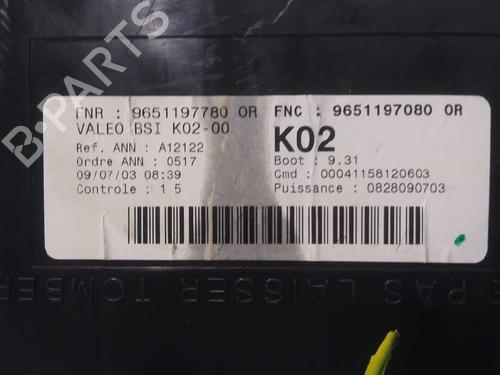 B-PARTS
FNR : 9651197780 OR
VALEO BSI K02-00
Ref. ANN : A12122
Ordre ANN : 0517
09/07/03 08:39
Controle : 1 5
FNC : 9651197080 OR
K02
Boot : 9.31
Cmd : 00041158120603
Puissance : 0828090703
PAS LAISSER TOMBER